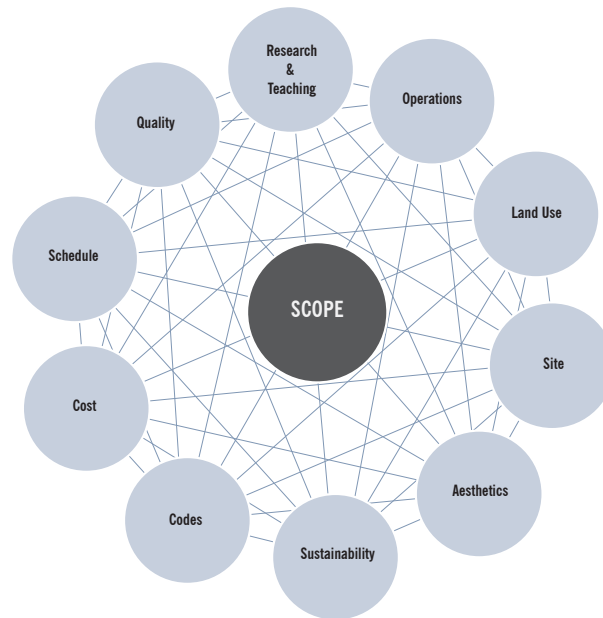 Research
&
Teaching
Operations
Quality
Land Use
Schedule
SCOPE
Site
Cost
Aesthetics
Codes
Sustainability